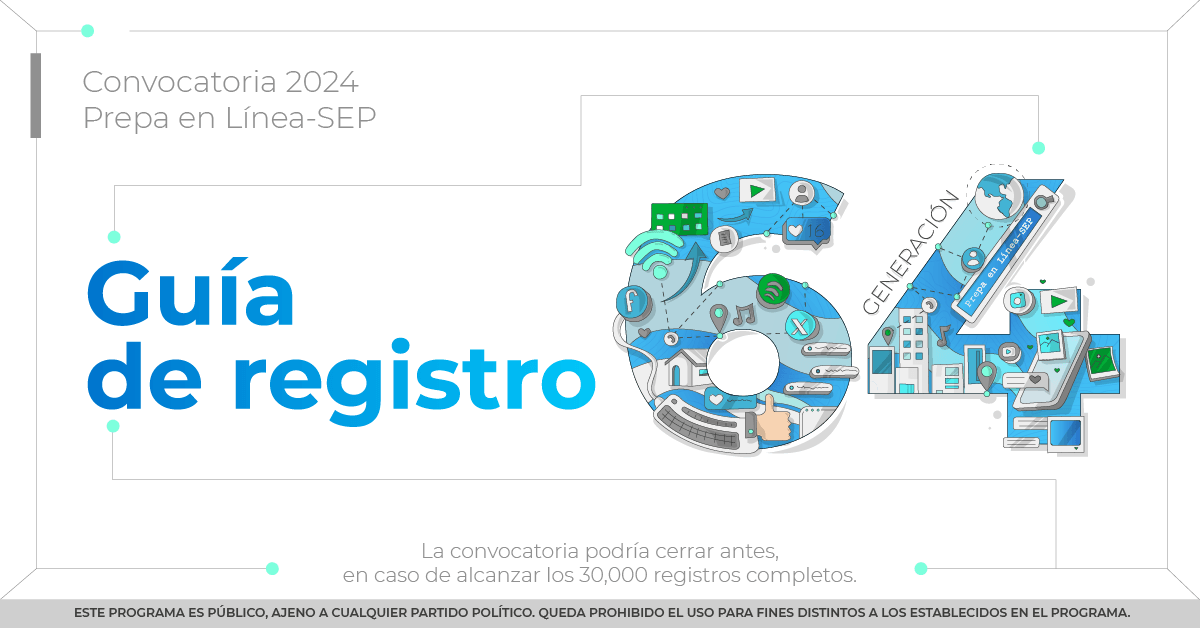 Convocatoria 2024
Prepa en Línea-SEP
Guía
de registro
GENERACIÓN
Prepa en Línea-SEP
16
f
X
La convocatoria podría cerrar antes,
en caso de alcanzar los 30,000 registros completos.
64
ESTE PROGRAMA ES PÚBLICO, AJENO A CUALQUIER PARTIDO POLÍTICO. QUEDA PROHIBIDO EL USO PARA FINES DISTINTOS A LOS ESTABLECIDOS EN EL PROGRAMA.